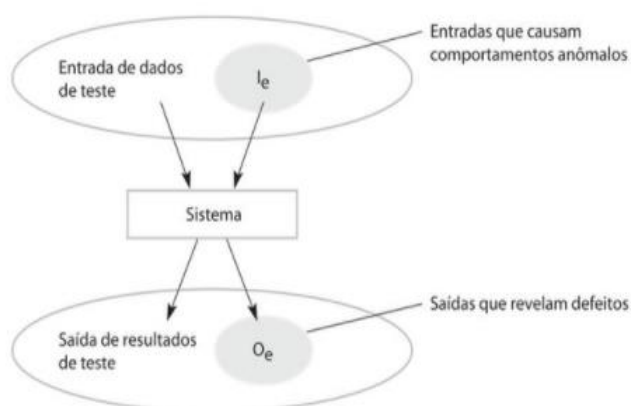 Entradas que causam
comportamentos anómalos
Entrada de dados
de teste
Ie
Sistema
Saídas que revelam defeitos
Saída de resultados
de teste
Oe